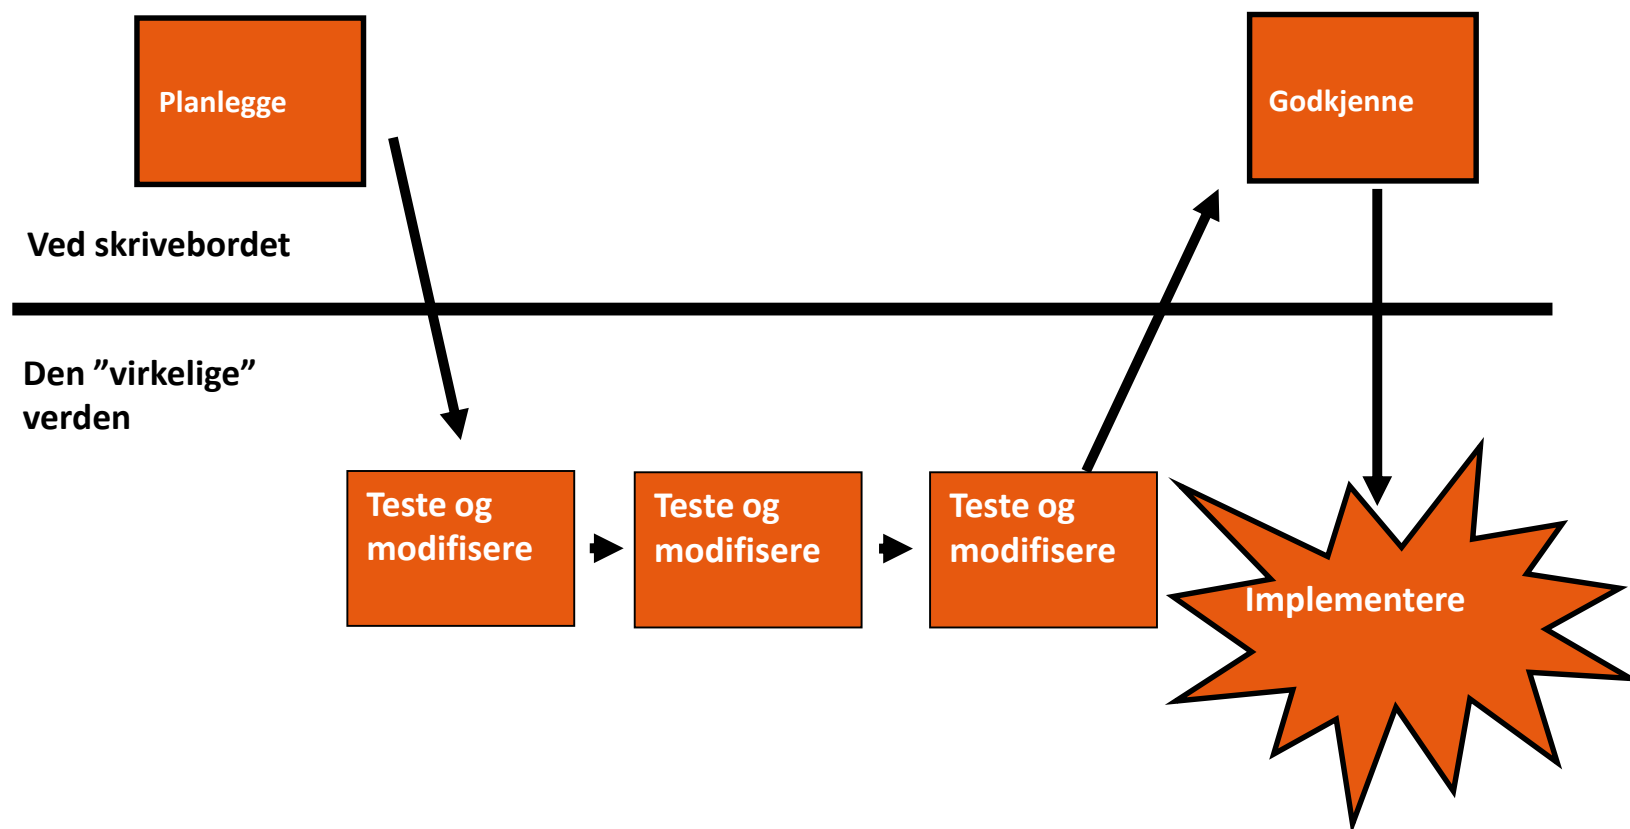 Planlegge
Godkjenne
Ved skrivebordet
Den ”virkelige”
verden
Teste og
modifisere
Teste og
modifisere
Teste og
modifisere
Implementere